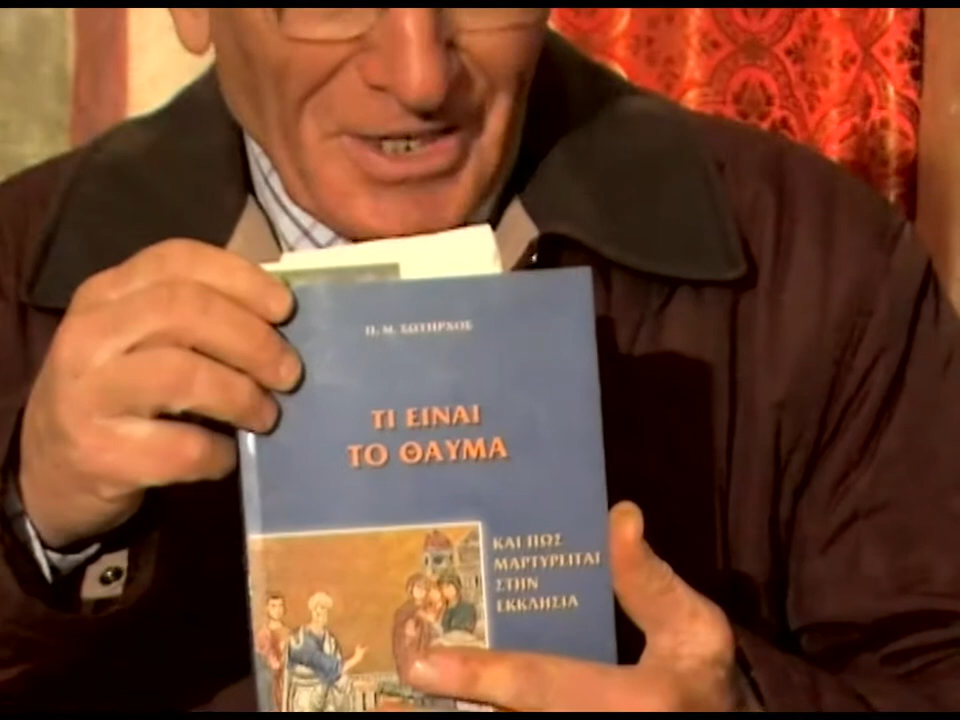 Π. Μ. ΣΩΤΗΡΧΟΣ
ΤΙ ΕΙΝΑΙ
ΤΟ ΘΑΥΜΑ
ΚΑΙ ΠΩΣ
ΜΑΡΤΥΡΕΙΤΑΙ
ΣΤΗΝ
ΕΚΚΛΗΣΙΑ